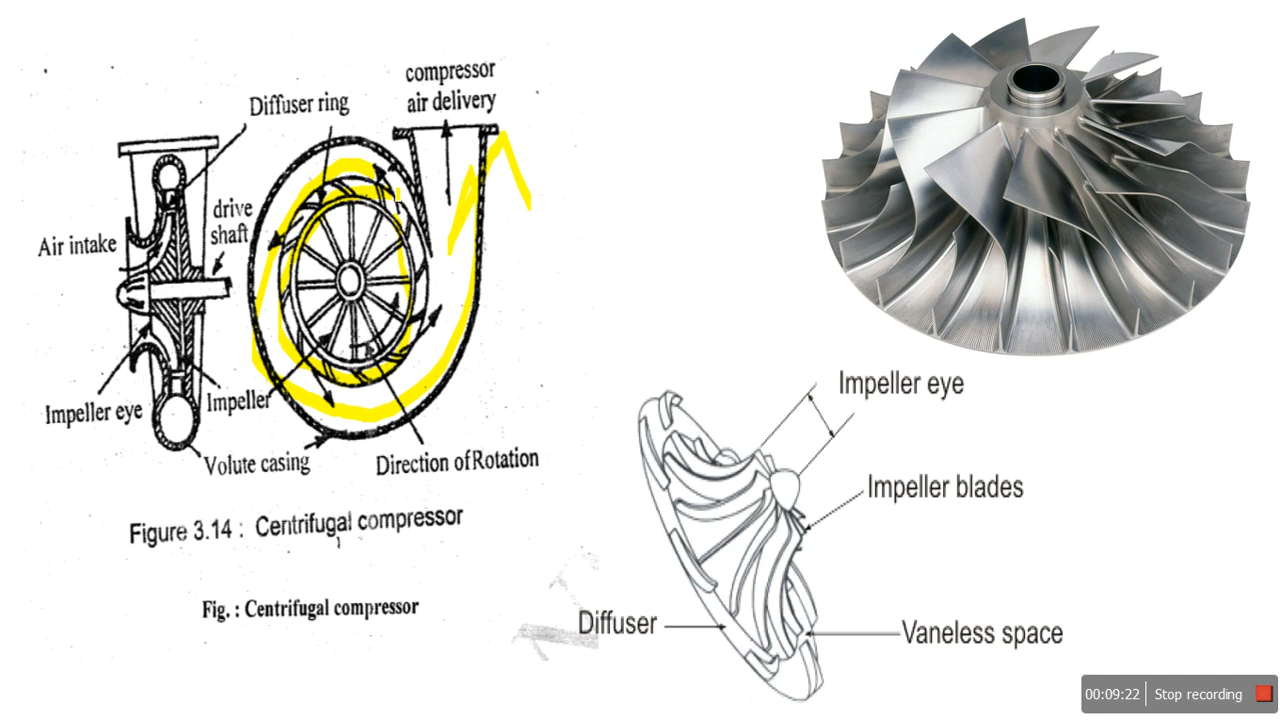 compressor
air delivery
Diffuser ring
drive
shaft
Air intake
Impeller eye
Impeller
Volute casing
Direction of Rotation
Figure 3.14 : Centrifugal compressor
Fig. : Centrifugal compressor
Impeller eye
Impeller blades
Diffuser
Vaneless space
00:09:22 Stop recording